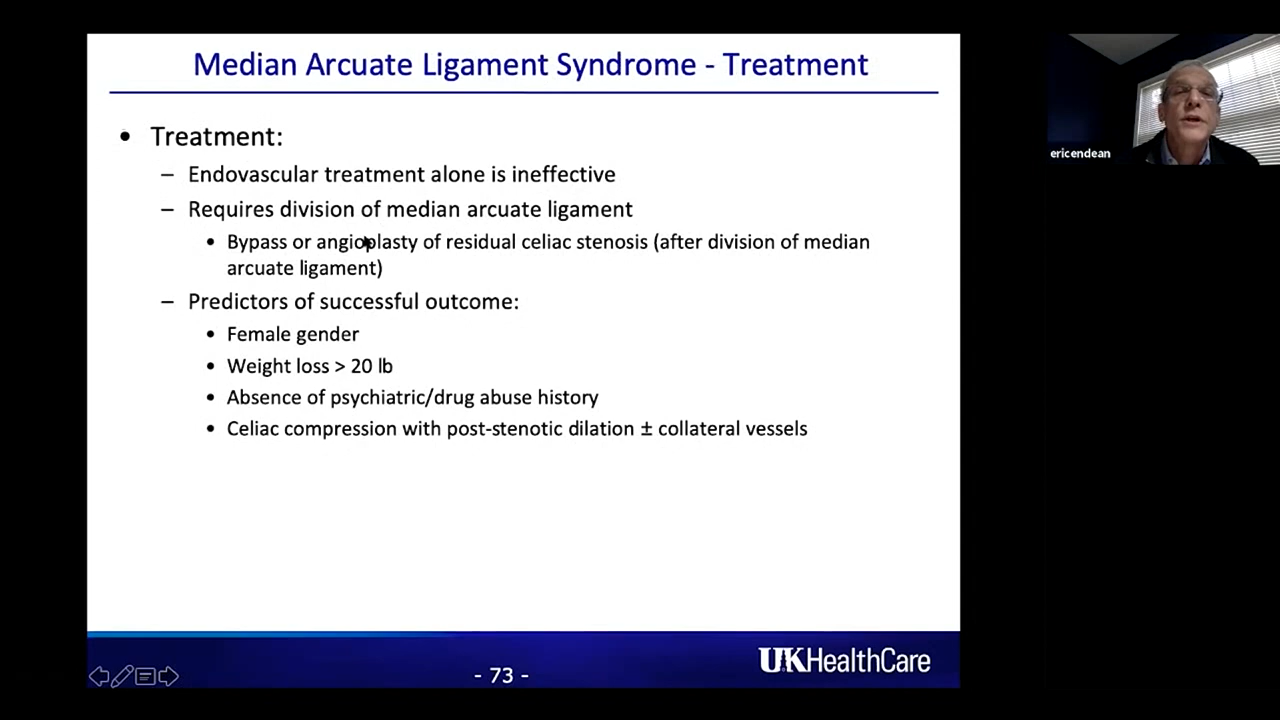 Median Arcuate Ligament Syndrome - Treatment
• Treatment:
– Endovascular treatment alone is ineffective
– Requires division of median arcuate ligament
• Bypass or angioplasty of residual celiac stenosis (after division of median
arcuate ligament)
– Predictors of successful outcome:
• Female gender
• Weight loss > 20 lb
• Absence of psychiatric/drug abuse history
• Celiac compression with post-stenotic dilation ± collateral vessels
- 73 -
UKHealthCare
ericendean